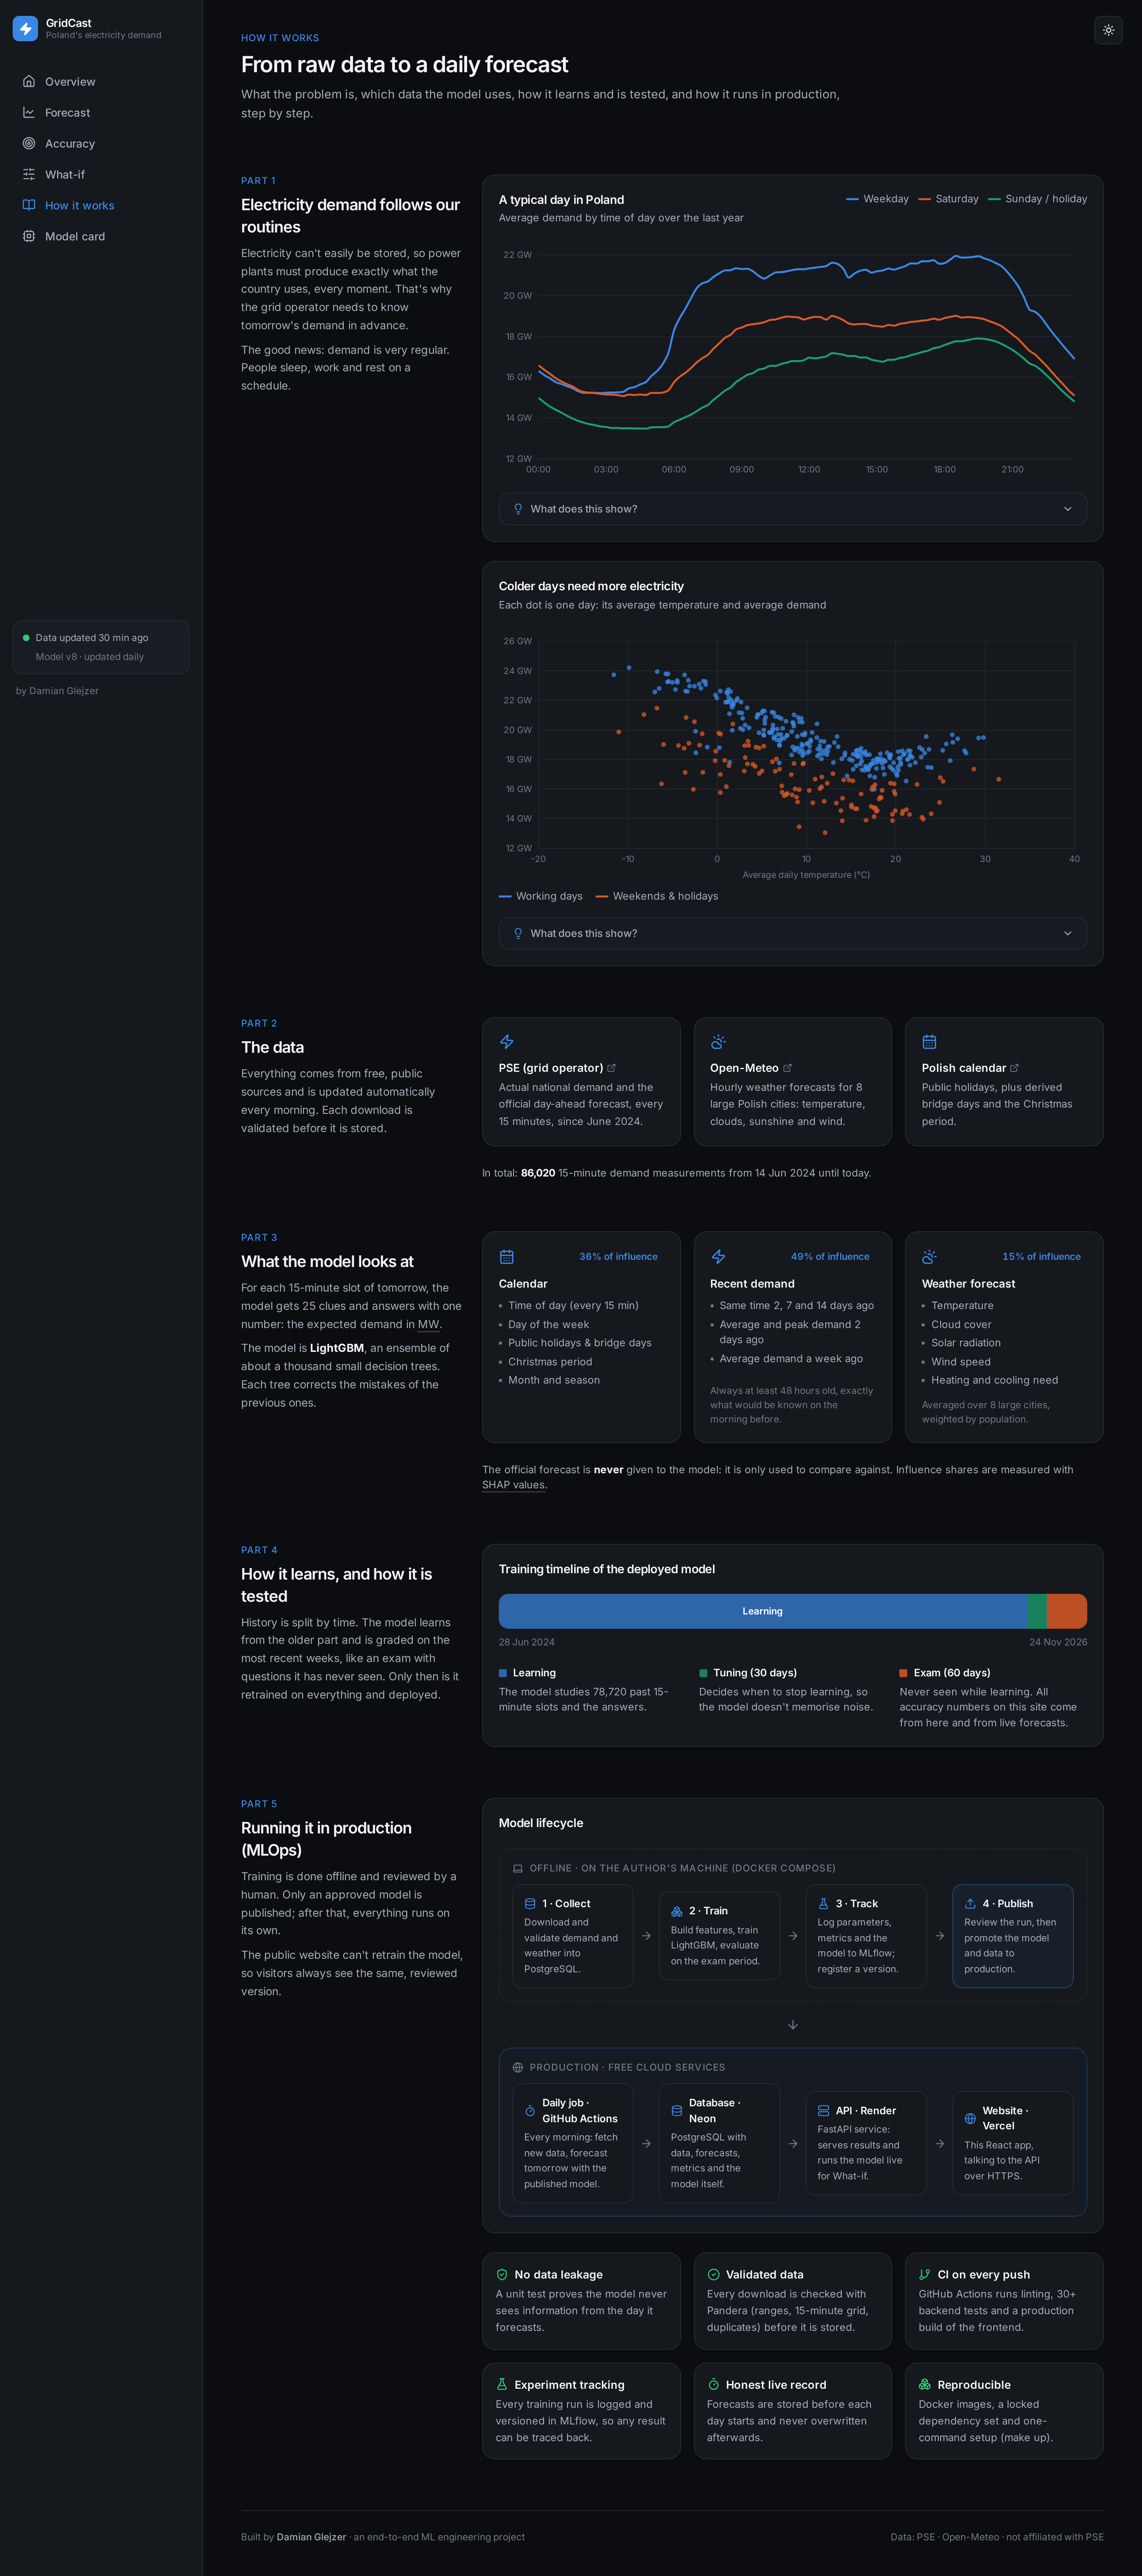 GridCast
Poland's electricity demand
Overview
Forecast
Accuracy
What-if
How it works
Model card
Data updated 30 min ago
Model v8 · updated daily
by Damian Glejzer
HOW IT WORKS
From raw data to a daily forecast
What the problem is, which data the model uses, how it learns and is tested, and how it runs in production,
step by step.
PART 1
Electricity demand follows our
routines
Electricity can't easily be stored, so power
plants must produce exactly what the
country uses, every moment. That's why
the grid operator needs to know
tomorrow's demand in advance.
The good news: demand is very regular.
People sleep, work and rest on a
schedule.
A typical day in Poland
Average demand by time of day over the last year
Weekday
Saturday
Sunday / holiday
22 GW
20 GW
18 GW
16 GW
14 GW
12 GW
00:00 03:00 06:00 09:00 12:00 15:00 18:00 21:00
What does this show?
Colder days need more electricity
Each dot is one day: its average temperature and average demand
26 GW
24 GW
22 GW
20 GW
18 GW
16 GW
14 GW
12 GW
-20 -10 0 10 20 30 40
Average daily temperature (°C)
Working days
Weekends & holidays
What does this show?
PART 2
The data
Everything comes from free, public
sources and is updated automatically
every morning. Each download is
validated before it is stored.
PSE (grid operator)
Actual national demand and the
official day-ahead forecast, every
15 minutes, since June 2024.
Open-Meteo
Hourly weather forecasts for 8
large Polish cities: temperature,
clouds, sunshine and wind.
Polish calendar
Public holidays, plus derived
bridge days and the Christmas
period.
In total: 86,020 15-minute demand measurements from 14 Jun 2024 until today.
PART 3
What the model looks at
For each 15-minute slot of tomorrow, the
model gets 25 clues and answers with one
number: the expected demand in MW.
The model is LightGBM, an ensemble of
about a thousand small decision trees.
Each tree corrects the mistakes of the
previous ones.
36% of influence
Calendar
Time of day (every 15 min)
Day of the week
Public holidays & bridge days
Christmas period
Month and season
49% of influence
Recent demand
Same time 2, 7 and 14 days ago
Average and peak demand 2
days ago
Average demand a week ago
Always at least 48 hours old, exactly
what would be known on the
morning before.
15% of influence
Weather forecast
Temperature
Cloud cover
Solar radiation
Wind speed
Heating and cooling need
Averaged over 8 large cities,
weighted by population.
The official forecast is never given to the model: it is only used to compare against. Influence shares are measured with
SHAP values.
PART 4
How it learns, and how it is
tested
History is split by time. The model learns
from the older part and is graded on the
most recent weeks, like an exam with
questions it has never seen. Only then is it
retrained on everything and deployed.
Training timeline of the deployed model
Learning
28 Jun 2024
24 Nov 2026
Learning
The model studies 78,720 past 15-
minute slots and the answers.
Tuning (30 days)
Decides when to stop learning, so
the model doesn't memorise noise.
Exam (60 days)
Never seen while learning. All
accuracy numbers on this site come
from here and from live forecasts.
PART 5
Running it in production
(MLOps)
Training is done offline and reviewed by a
human. Only an approved model is
published; after that, everything runs on
its own.
The public website can't retrain the model,
so visitors always see the same, reviewed
version.
Model lifecycle
OFFLINE · ON THE AUTHOR'S MACHINE (DOCKER COMPOSE)
1 · Collect
Download and
validate demand and
weather into
PostgreSQL.
2 · Train
Build features, train
LightGBM, evaluate
on the exam period.
3 · Track
Log parameters,
metrics and the
model to MLflow;
register a version.
4 · Publish
Review the run, then
promote the model
and data to
production.
PRODUCTION · FREE CLOUD SERVICES
Daily job ·
GitHub Actions
Every morning: fetch
new data, forecast
tomorrow with the
published model.
Database ·
Neon
PostgreSQL with
data, forecasts,
metrics and the
model itself.
API · Render
FastAPI service:
serves results and
runs the model live
for What-if.
Website ·
Vercel
This React app,
talking to the API
over HTTPS.
No data leakage
A unit test proves the model never
sees information from the day it
forecasts.
Validated data
Every download is checked with
Pandera (ranges, 15-minute grid,
duplicates) before it is stored.
CI on every push
GitHub Actions runs linting, 30+
backend tests and a production
build of the frontend.
Experiment tracking
Every training run is logged and
versioned in MLflow, so any result
can be traced back.
Honest live record
Forecasts are stored before each
day starts and never overwritten
afterwards.
Reproducible
Docker images, a locked
dependency set and one-
command setup (make up).
Built by Damian Glejzer · an end-to-end ML engineering project
Data: PSE · Open-Meteo · not affiliated with PSE